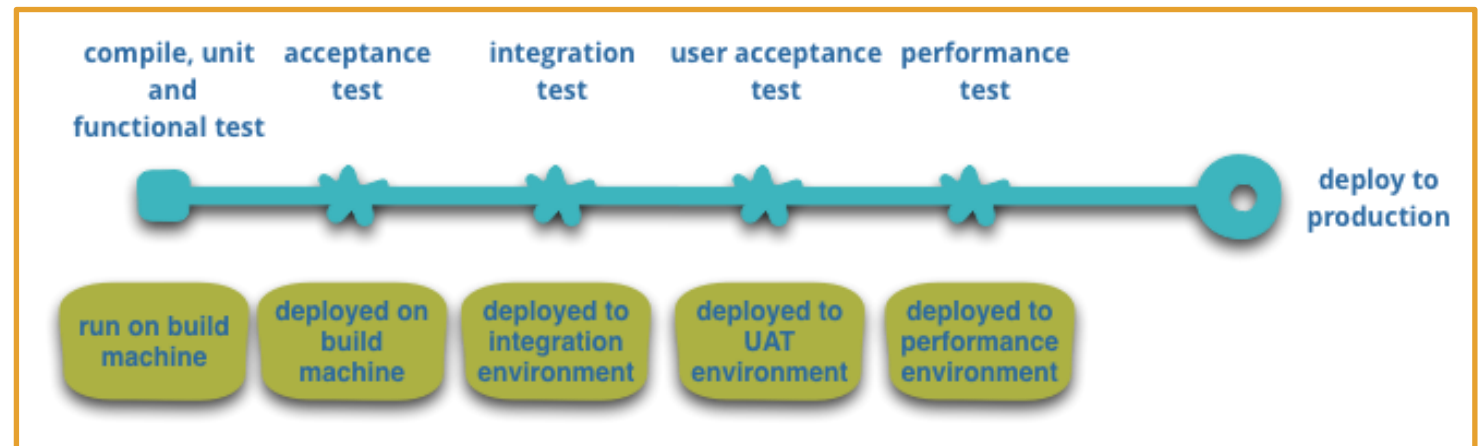 compile, unit
and
functional test
acceptance
test
integration
test
user acceptance
test
performance
test
deploy to
production
run on build
machine
deployed on
build
machine
deployed to
integration
environment
deployed to
UAT
environment
deployed to
performance
environment